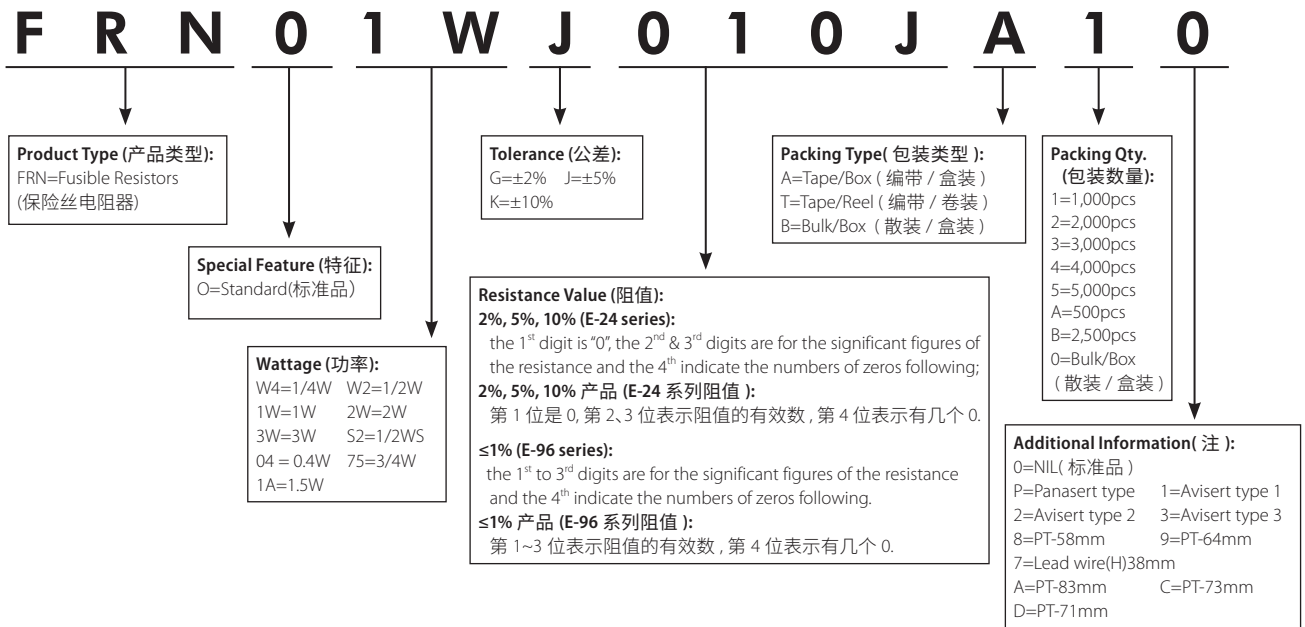 F R N 0 1 W J 0 1 0 J A 1 0
Product Type (产品类型):
FRN=Fusible Resistors
(保险丝电阻器)
Special Feature (特征):
O=Standard(标准品)
Wattage (功率):
W4=1/4W W2=1/2W
1W=1W 2W=2W
3W=3W S2=1/2WS
04 = 0.4W 75=3/4W
1A=1.5W
Tolerance (公差):
G=±2% J=±5%
K=±10%
Resistance Value (阻值):
2%, 5%, 10% (E-24 series):
the 1st digit is "0", the 2nd & 3rd digits are for the significant figures of
the resistance and the 4th indicate the numbers of zeros following;
2%, 5%, 10% 产品 (E-24 系列阻值 ):
第 1 位是 0, 第 2、3 位表示阻值的有效数 , 第 4 位表示有几个 0.
≤1% (E-96 series):
the 1st to 3rd digits are for the significant figures of the resistance
and the 4th indicate the numbers of zeros following.
≤1% 产品 (E-96 系列阻值 ):
第 1~3 位表示阻值的有效数 , 第 4 位表示有几个 0.
Packing Type( 包装类型 ):
A=Tape/Box ( 编带 / 盒装 )
T=Tape/Reel ( 编带 / 卷装 )
B=Bulk/Box ( 散装 / 盒装 )
Packing Qty.
(包装数量):
1=1,000pcs
2=2,000pcs
3=3,000pcs
4=4,000pcs
5=5,000pcs
A=500pcs
B=2,500pcs
0=Bulk/Box
( 散装 / 盒装 )
Additional Information( 注 ):
0=NIL( 标准品 )
P=Panasert type 1=Avisert type 1
2=Avisert type 2 3=Avisert type 3
8=PT-58mm 9=PT-64mm
7=Lead wire(H)38mm
A=PT-83mm C=PT-73mm
D=PT-71mm